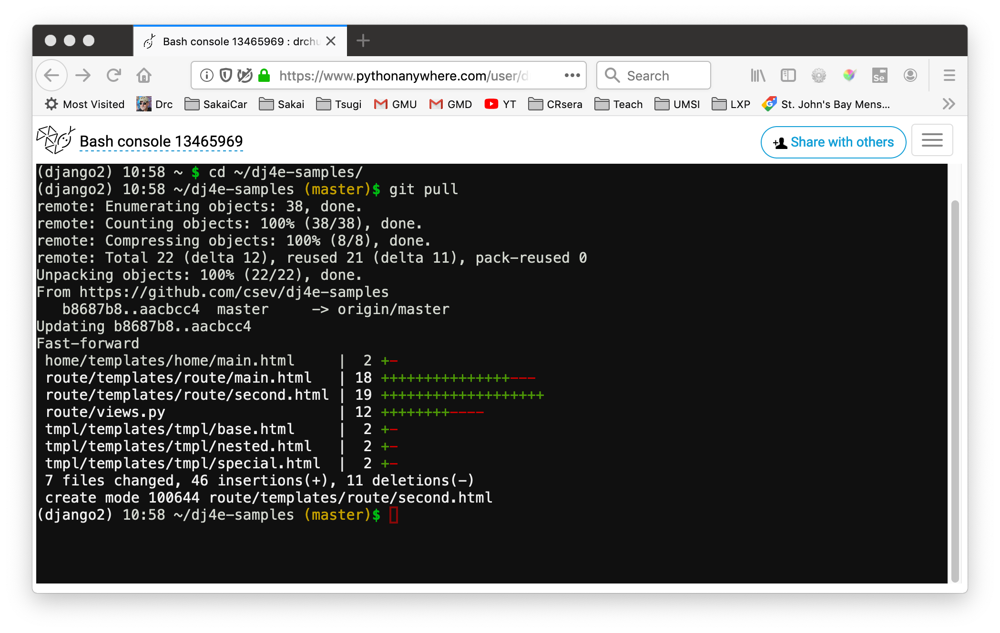 Bash console 13465969 : drchu
https://www.pythonanywhere.com/user/d
Search
Se
Most Visited Drc SakaiCar Sakai Tsugi GMU GMD YT CRsera Teach UMSI LXP St. John's Bay Mens...
Bash console 13465969
Share with others
(django2) 10:58 ~ $ cd ~/dj4e-samples/
(django2) 10:58 ~/dj4e-samples (master)$ git pull
remote: Enumerating objects: 38, done.
remote: Counting objects: 100% (38/38), done.
remote: Compressing objects: 100% (8/8), done.
remote: Total 22 (delta 12), reused 21 (delta 11), pack-reused 0
Unpacking objects: 100% (22/22), done.
From https://github.com/csev/dj4e-samples
   b8687b8..aacbcc4  master     -> origin/master
Updating b8687b8..aacbcc4
Fast-forward
 home/templates/home/main.html     |  2 +-
 route/templates/route/main.html   | 18 +++++++++++++++---
 route/templates/route/second.html | 19 +++++++++++++++++++
 route/views.py                    | 12 ++++++++----
 tmpl/templates/tmpl/base.html     |  2 +-
 tmpl/templates/tmpl/nested.html   |  2 +-
 tmpl/templates/tmpl/special.html  |  2 +-
 7 files changed, 46 insertions(+), 11 deletions(-)
 create mode 100644 route/templates/route/second.html
(django2) 10:58 ~/dj4e-samples (master)$